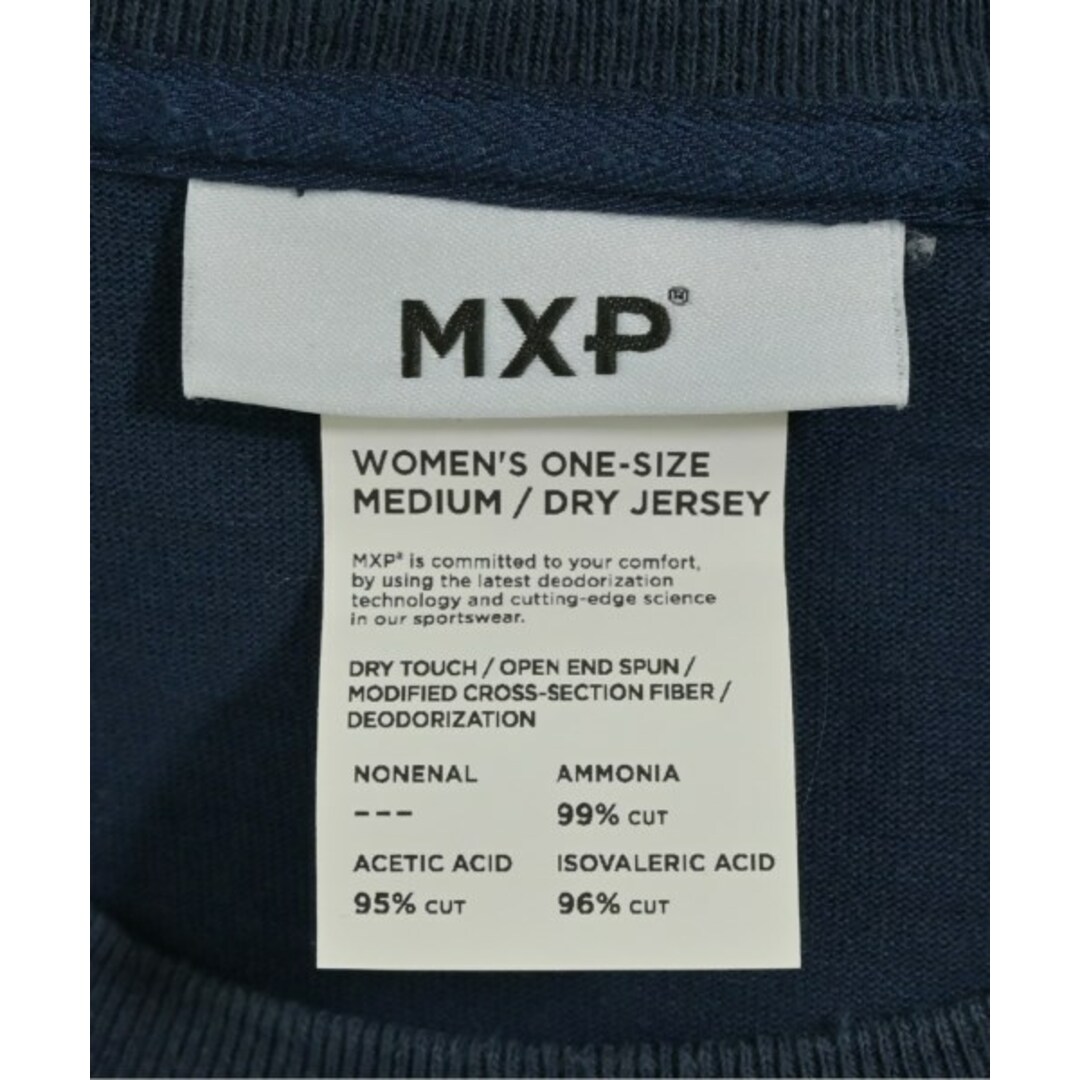 MXP®
WOMEN'S ONE-SIZE
MEDIUM / DRY JERSEY
MXP® is committed to your comfort,
by using the latest deodorization
technology and cutting-edge science
in our sportswear.
DRY TOUCH / OPEN END SPUN /
MODIFIED CROSS-SECTION FIBER /
DEODORIZATION
NONENAL AMMONIA
--- 99% CUT
ACETIC ACID ISOVALERIC ACID
95% CUT 96% CUT